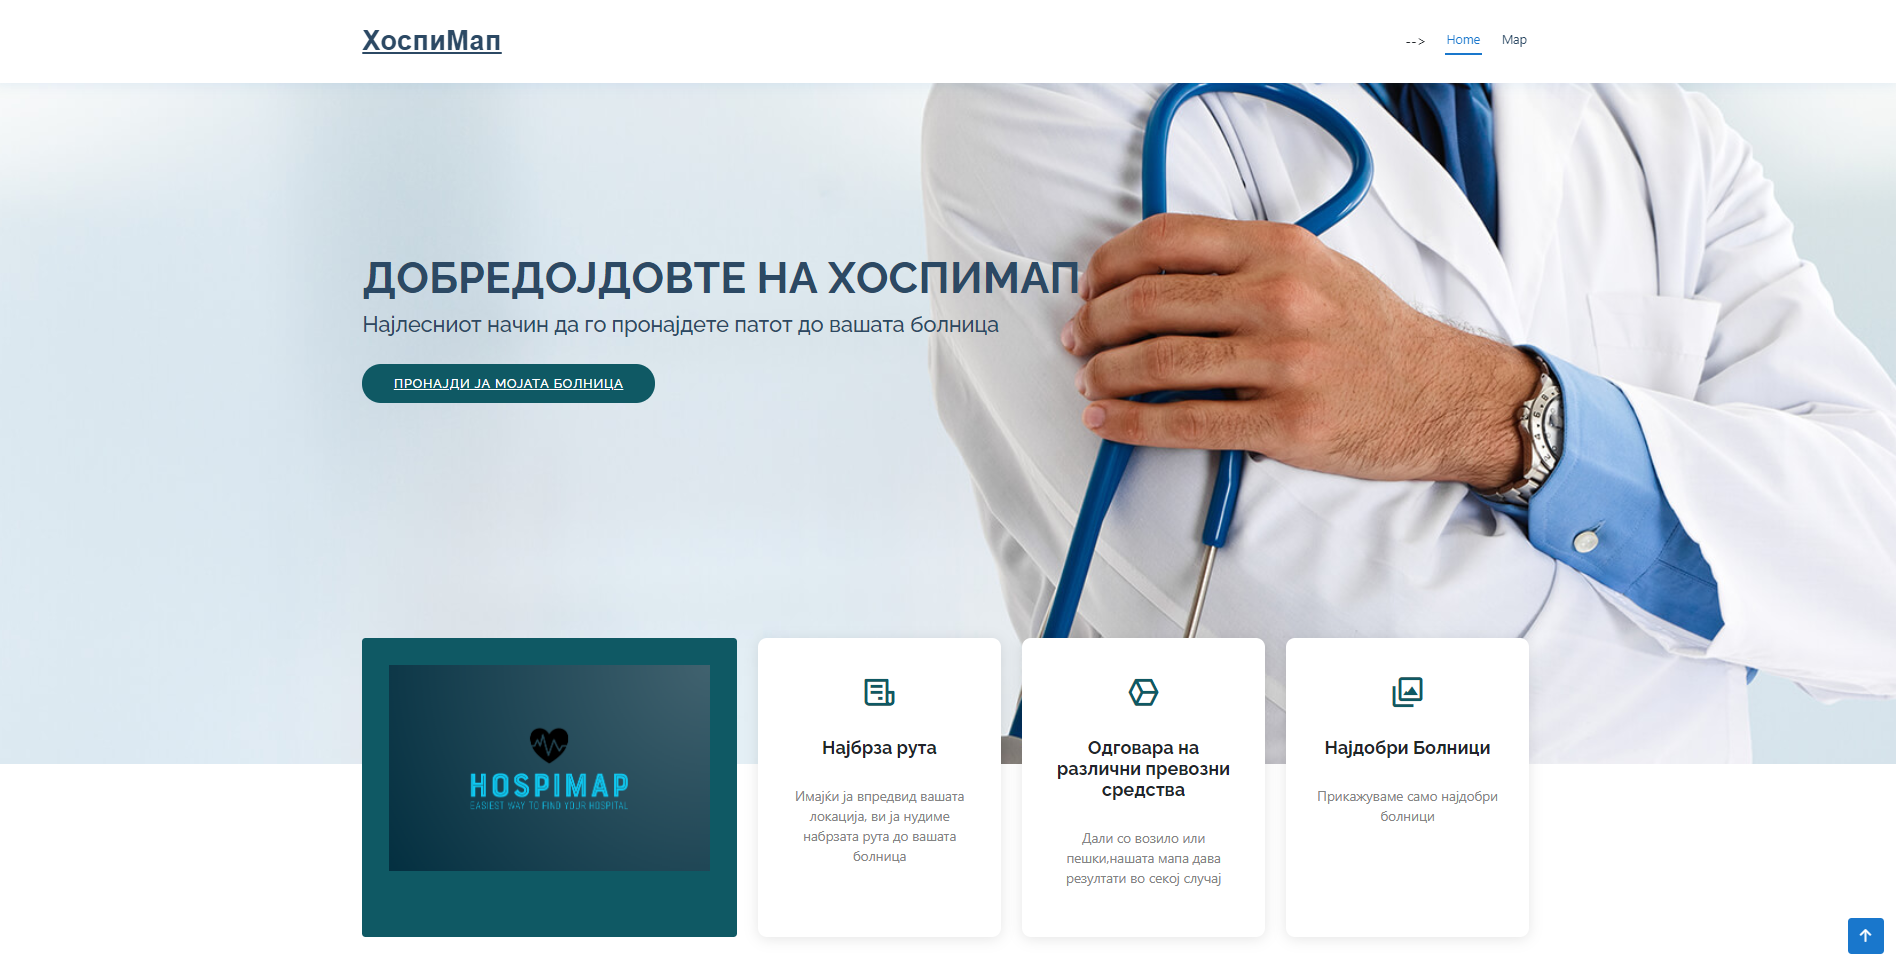 ХоспиМап
--> Home Map
ДОБРЕДОЈДОВТЕ НА ХОСПИМАП
Најлесниот начин да го пронајдете патот до вашата болница
ПРОНАЈДИ ЈА МОЈАТА БОЛНИЦА
HOSPIMAP
EASIEST WAY TO FIND YOUR HOSPITAL
Најбрза рута
Имајќи ја впредвид вашата
локација, ви ја нудиме
набрзата рута до вашата
болница
Одговара на
различни превозни
средства
Дали со возило или
пешки,нашата мапа дава
резултати во секој случај
Најдобри Болници
Прикажуваме само најдобри
болници